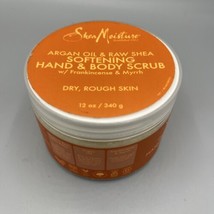 SheaMoisture
ARGAN OIL & RAW SHEA
SOFTENING
HAND & BODY SCRUB
w/ Frankincense & Myrrh
DRY, ROUGH SKIN
12 oz / 340 g